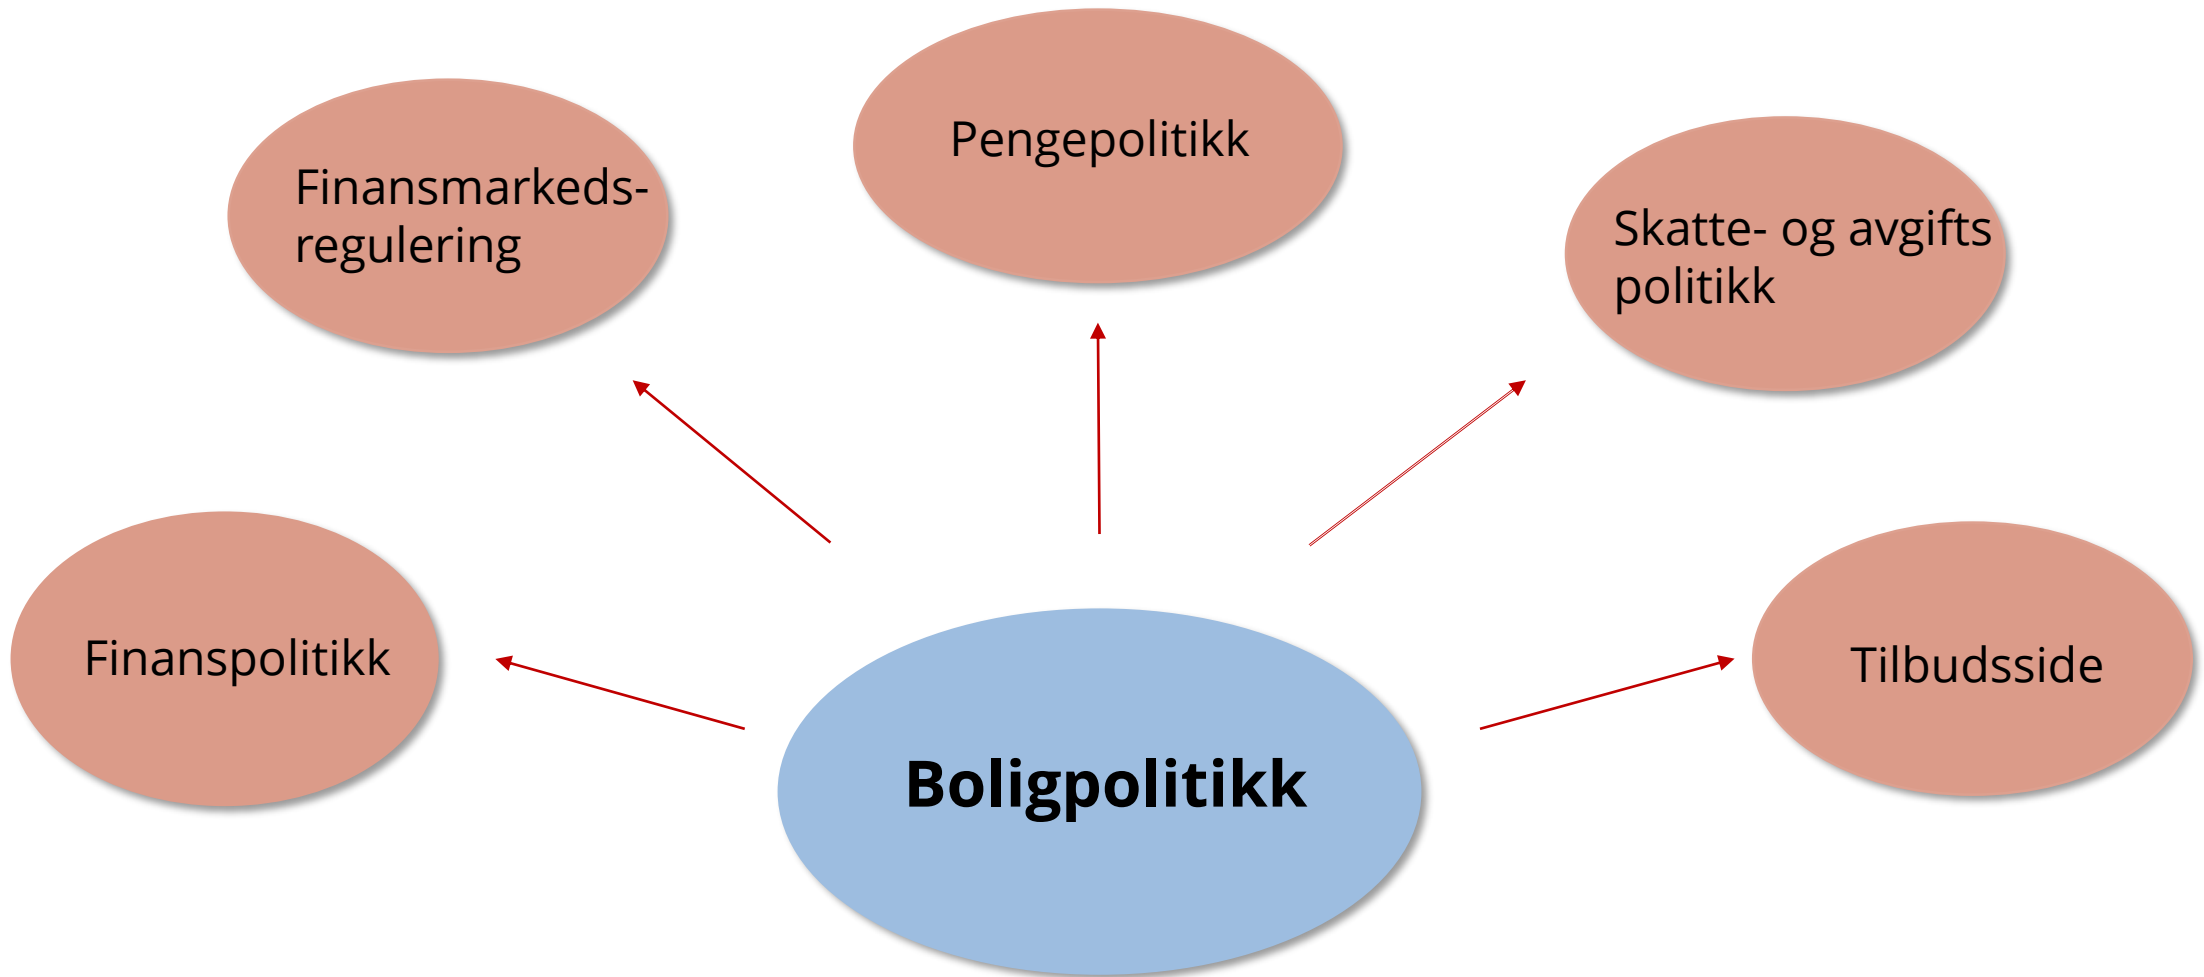 Pengepolitikk
Finansmarkeds-
regulering
Skatte- og avgifts
politikk
Finanspolitikk
Tilbudsside
Boligpolitikk